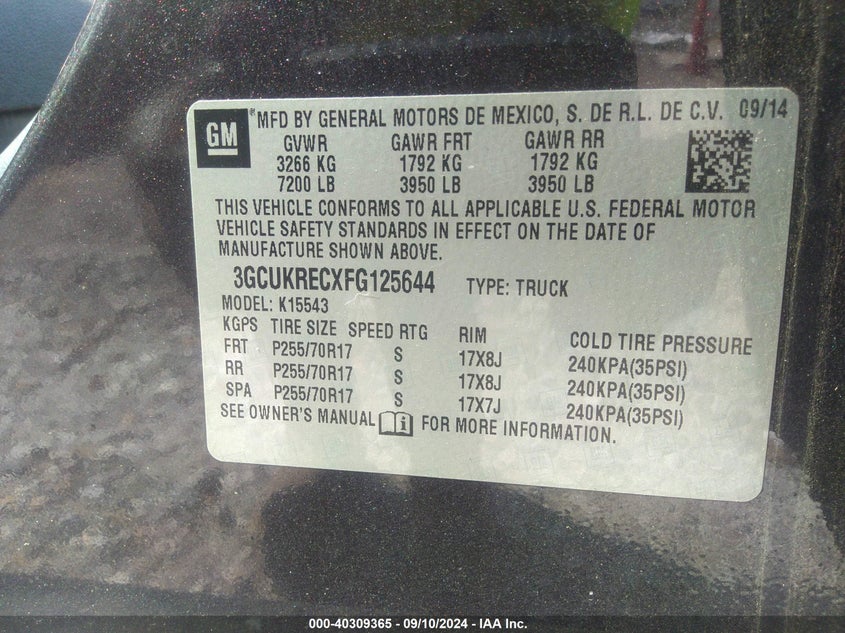 GM ® MFD BY GENERAL MOTORS DE MEXICO, S. DE R.L. DE C.V. 09/14
GVWR GAWR FRT GAWR RR
3266 KG 1792 KG 1792 KG
7200 LB 3950 LB 3950 LB
THIS VEHICLE CONFORMS TO ALL APPLICABLE U.S. FEDERAL MOTOR
VEHICLE SAFETY STANDARDS IN EFFECT ON THE DATE OF
MANUFACTURE SHOWN ABOVE.
3GCUKRECXFG125644 TYPE: TRUCK
MODEL: K15543
KGPS TIRE SIZE SPEED RTG RIM COLD TIRE PRESSURE
FRT P255/70R17 S 17X8J 240KPA(35PSI)
RR P255/70R17 S 17X8J 240KPA(35PSI)
SPA P255/70R17 S 17X7J 240KPA(35PSI)
SEE OWNER'S MANUAL i FOR MORE INFORMATION.
000-40309365 - 09/10/2024 - IAA Inc.